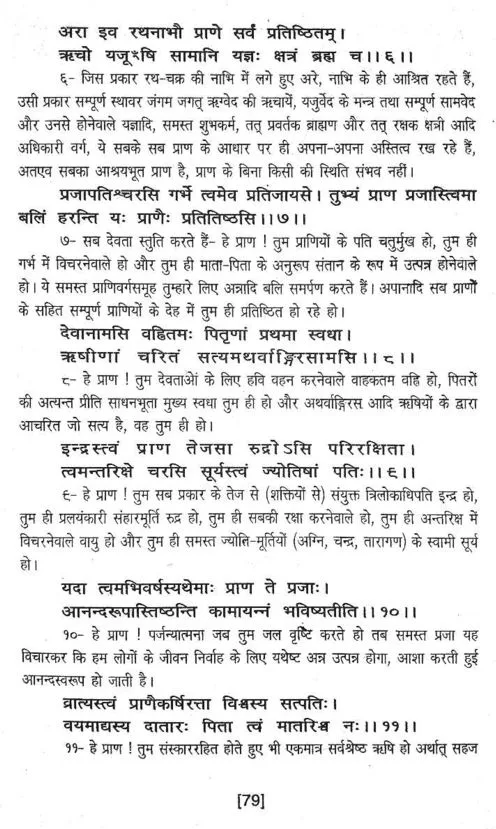 अरा इव रथनाभौ प्राणे सर्वं प्रतिष्ठितम्।
ऋचो यजूꣳषि सामानि यज्ञः क्षत्रं ब्रह्म च।।६।।
६- जिस प्रकार रथ-चक्र की नाभि में लगे हुए अरे, नाभि के ही आश्रित रहते हैं,
उसी प्रकार सम्पूर्ण स्थावर जंगम जगत् ऋग्वेद की ऋचायें, यजुर्वेद के मन्त्र तथा सम्पूर्ण सामवेद
और उनसे होनेवाले यज्ञादि, समस्त शुभकर्म, तत् प्रवर्तक ब्राह्मण और तत् रक्षक क्षत्री आदि
अधिकारी वर्ग, ये सबके सब प्राण के आधार पर ही अपना-अपना अस्तित्व रख रहे हैं,
अतएव सबका आश्रयभूत प्राण है, प्राण के बिना किसी की स्थिति संभव नहीं।
प्रजापतिश्चरसि गर्भे त्वमेव प्रतिजायसे। तुभ्यं प्राण प्रजास्त्विमा
बलिं हरन्ति यः प्राणैः प्रतितिष्ठसि।।७।।
७- सब देवता स्तुति करते हैं- हे प्राण ! तुम प्राणियों के पति चतुर्मुख हो, तुम ही
गर्भ में विचरनेवाले हो और तुम ही माता-पिता के अनुरूप संतान के रूप में उत्पन्न होनेवाले
हो। ये समस्त प्राणिवर्गसमूह तुम्हारे लिए अन्नादि बलि समर्पण करते हैं। अपानादि सब प्राणों
के सहित सम्पूर्ण प्राणियों के देह में तुम ही प्रतिष्ठित हो रहे हो।
देवानामसि वह्नितमः पितृणां प्रथमा स्वधा।
ऋषीणां चरितं सत्यमथर्वाङ्गिरसामसि।।८।।
८- हे प्राण ! तुम देवताओं के लिए हवि वहन करनेवाले वाहकतम वह्नि हो, पितरों
की अत्यन्त प्रीति साधनभूता मुख्य स्वधा तुम ही हो और अथर्वाङ्गिरस आदि ऋषियों के द्वारा
आचरित जो सत्य है, वह तुम ही हो।
इन्द्रस्त्वं प्राण तेजसा रुद्रोऽसि परिरक्षिता।
त्वमन्तरिक्षे चरसि सूर्यस्त्वं ज्योतिषां पतिः।।९।।
९- हे प्राण ! तुम सब प्रकार के तेज से (शक्तियों से) संयुक्त त्रिलोकाधिपति इन्द्र हो,
तुम ही प्रलयंकारी संहारमूर्ति रुद्र हो, तुम ही सबकी रक्षा करनेवाले हो, तुम ही अन्तरिक्ष में
विचरनेवाले वायु हो और तुम ही समस्त ज्योति-मूर्तियों (अग्नि, चन्द्र, तारागण) के स्वामी सूर्य
हो।
यदा त्वमभिवर्षस्यथेमाः प्राण ते प्रजाः।
आनन्दरूपास्तिष्ठन्ति कामायान्नं भविष्यतीति।।१०।।
१०- हे प्राण ! पर्जन्यात्मना जब तुम जल वृष्टि करते हो तब समस्त प्रजा यह
विचारकर कि हम लोगों के जीवन निर्वाह के लिए यथेष्ट अन्न उत्पन्न होगा, आशा करती हुई
आनन्दस्वरूप हो जाती है।
व्रात्यस्त्वं प्राणैकर्षिरत्ता विश्वस्य सत्पतिः।
वयमाद्यस्य दातारः पिता त्वं मातरिश्व नः।।११।।
११- हे प्राण ! तुम संस्काररहित होते हुए भी एकमात्र सर्वश्रेष्ठ ऋषि हो अर्थात् सहज
[79]